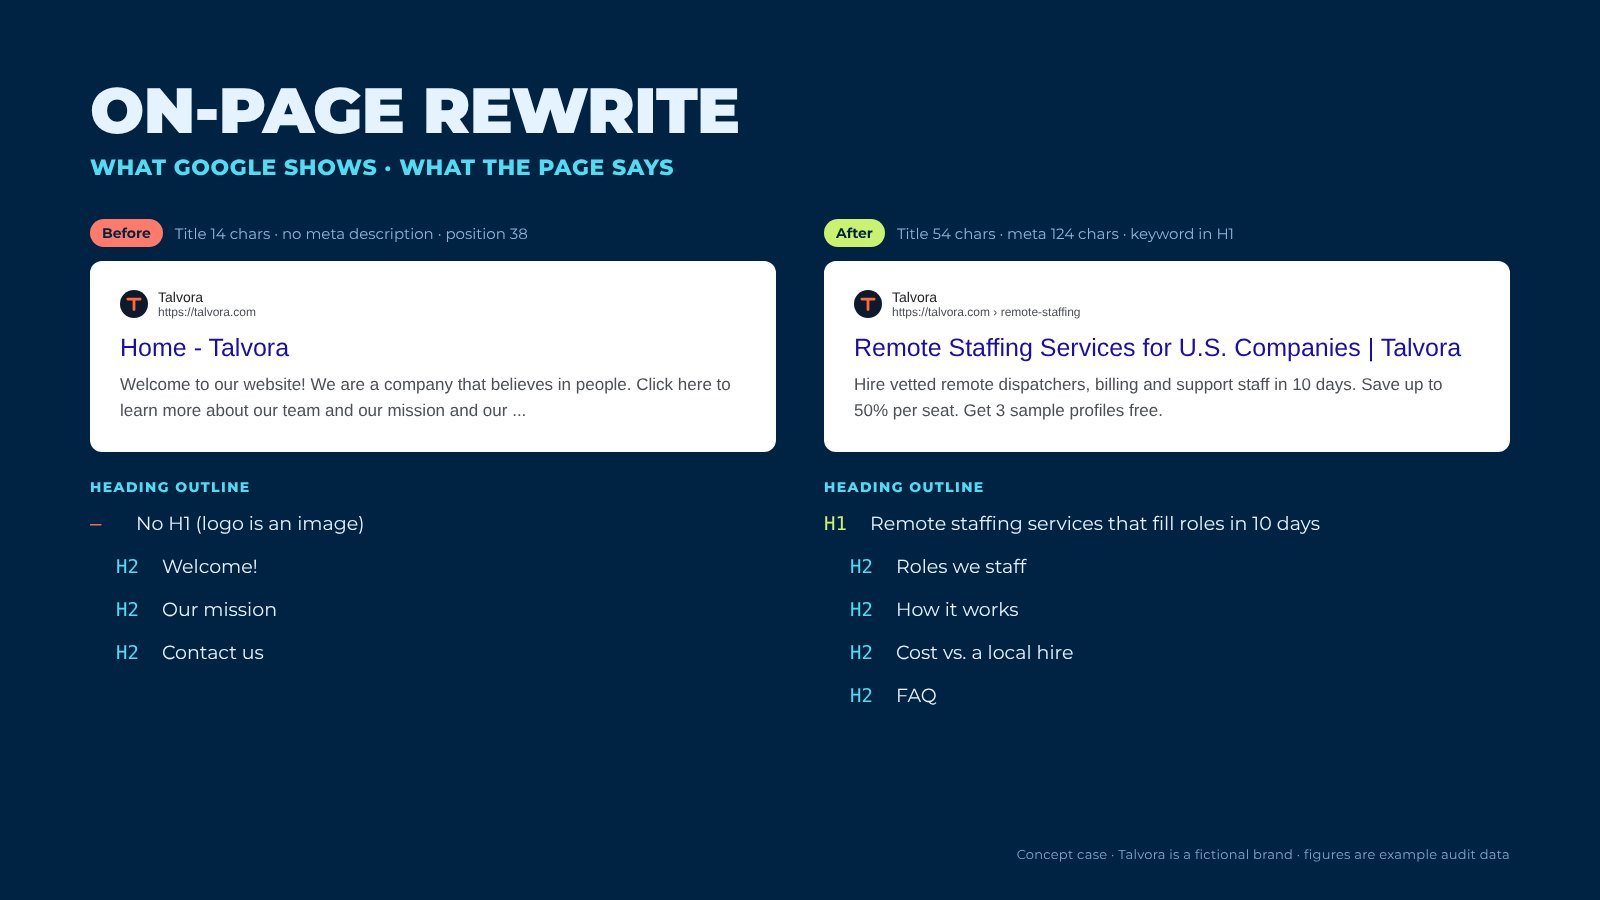 ON-PAGE REWRITE
WHAT GOOGLE SHOWS · WHAT THE PAGE SAYS
Before Title 14 chars · no meta description · position 38
Talvora
https://talvora.com
Home - Talvora
Welcome to our website! We are a company that believes in people. Click here to
learn more about our team and our mission and our ...
HEADING OUTLINE
– No H1 (logo is an image)
H2 Welcome!
H2 Our mission
H2 Contact us
After Title 54 chars · meta 124 chars · keyword in H1
Talvora
https://talvora.com › remote-staffing
Remote Staffing Services for U.S. Companies | Talvora
Hire vetted remote dispatchers, billing and support staff in 10 days. Save up to
50% per seat. Get 3 sample profiles free.
HEADING OUTLINE
H1 Remote staffing services that fill roles in 10 days
H2 Roles we staff
H2 How it works
H2 Cost vs. a local hire
H2 FAQ
Concept case · Talvora is a fictional brand · figures are example audit data